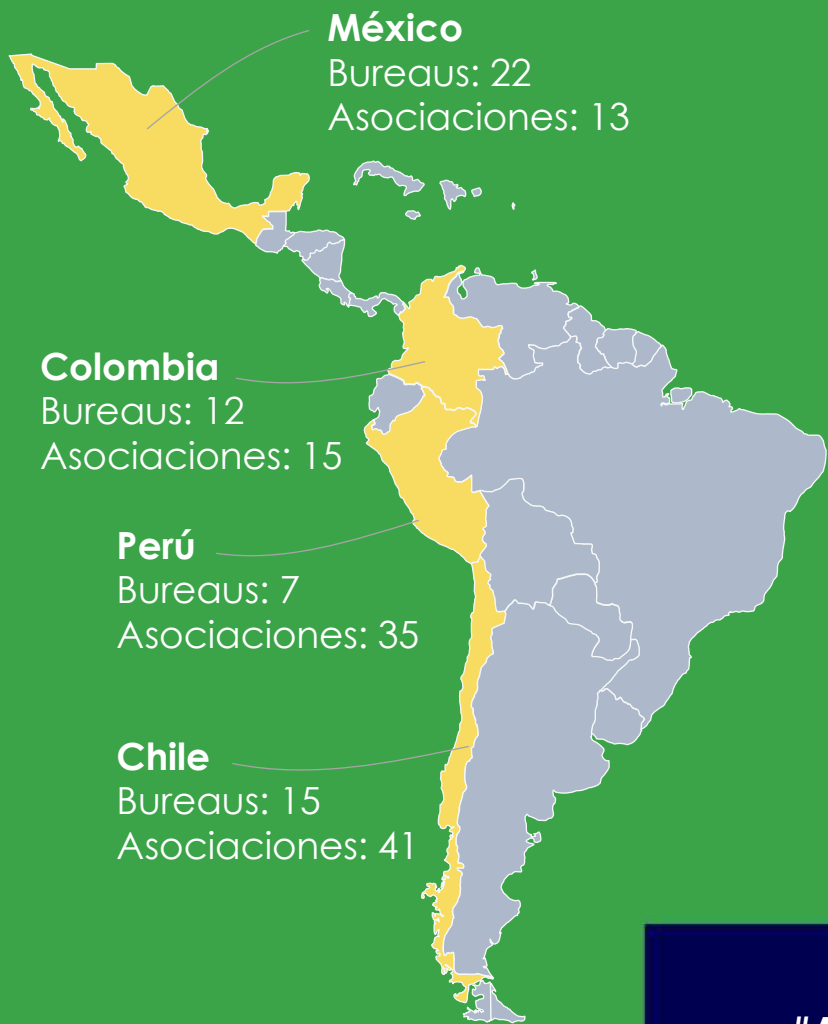 México
Bureaus: 22
Asociaciones: 13
Colombia
Bureaus: 12
Asociaciones: 15
Perú
Bureaus: 7
Asociaciones: 35
Chile
Bureaus: 15
Asociaciones: 41